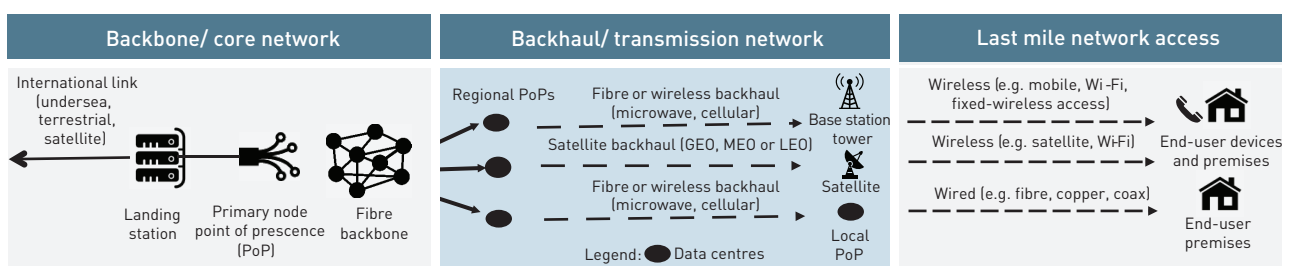 Backbone/ core network
International link
(undersea,
terrestrial,
satellite)
Landing
station
Primary node
point of prescence
(PoP)
Fibre
backbone
Backhaul/ transmission network
Regional PoPs
Fibre or wireless backhaul
(microwave, cellular)
Base station
tower
Satellite backhaul (GEO, MEO or LEO)
Satellite
Fibre or wireless backhaul
(microwave, cellular)
Local
PoP
Legend:
Data centres
Last mile network access
Wireless (e.g. mobile, Wi-Fi,
fixed-wireless access)
Wireless (e.g. satellite, Wi-Fi)
End-user devices
and premises
Wired (e.g. fibre, copper, coax)
End-user
premises